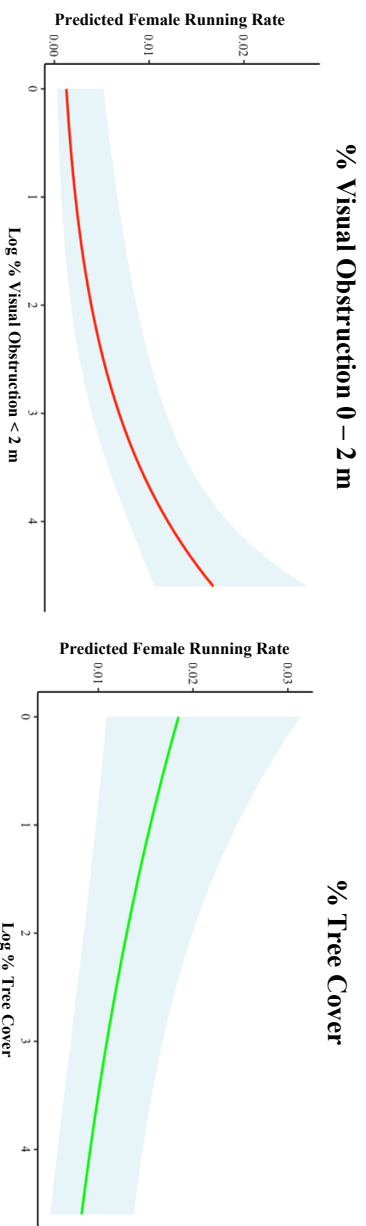 % Visual Obstruction 0 – 2 m
Predicted Female Running Rate
0.02
0.01
0.00
0
1
2
3
4
Log % Visual Obstruction < 2 m
% Tree Cover
Predicted Female Running Rate
0.03
0.02
0.01
0
1
2
3
4
Log % Tree Cover